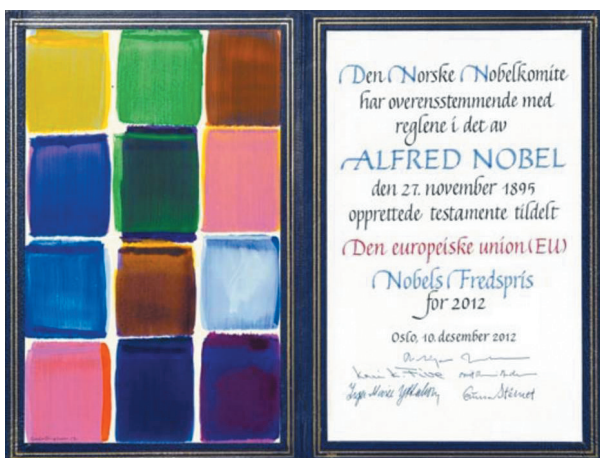 Den Norske Nobelkomite
har overensstemmende med
reglene i det av
ALFRED NOBEL
den 27. november 1895
opprettede testamente tildelt
Den europeiske union (EU)
Nobels Fredspris
for 2012
Oslo, 10. desember 2012